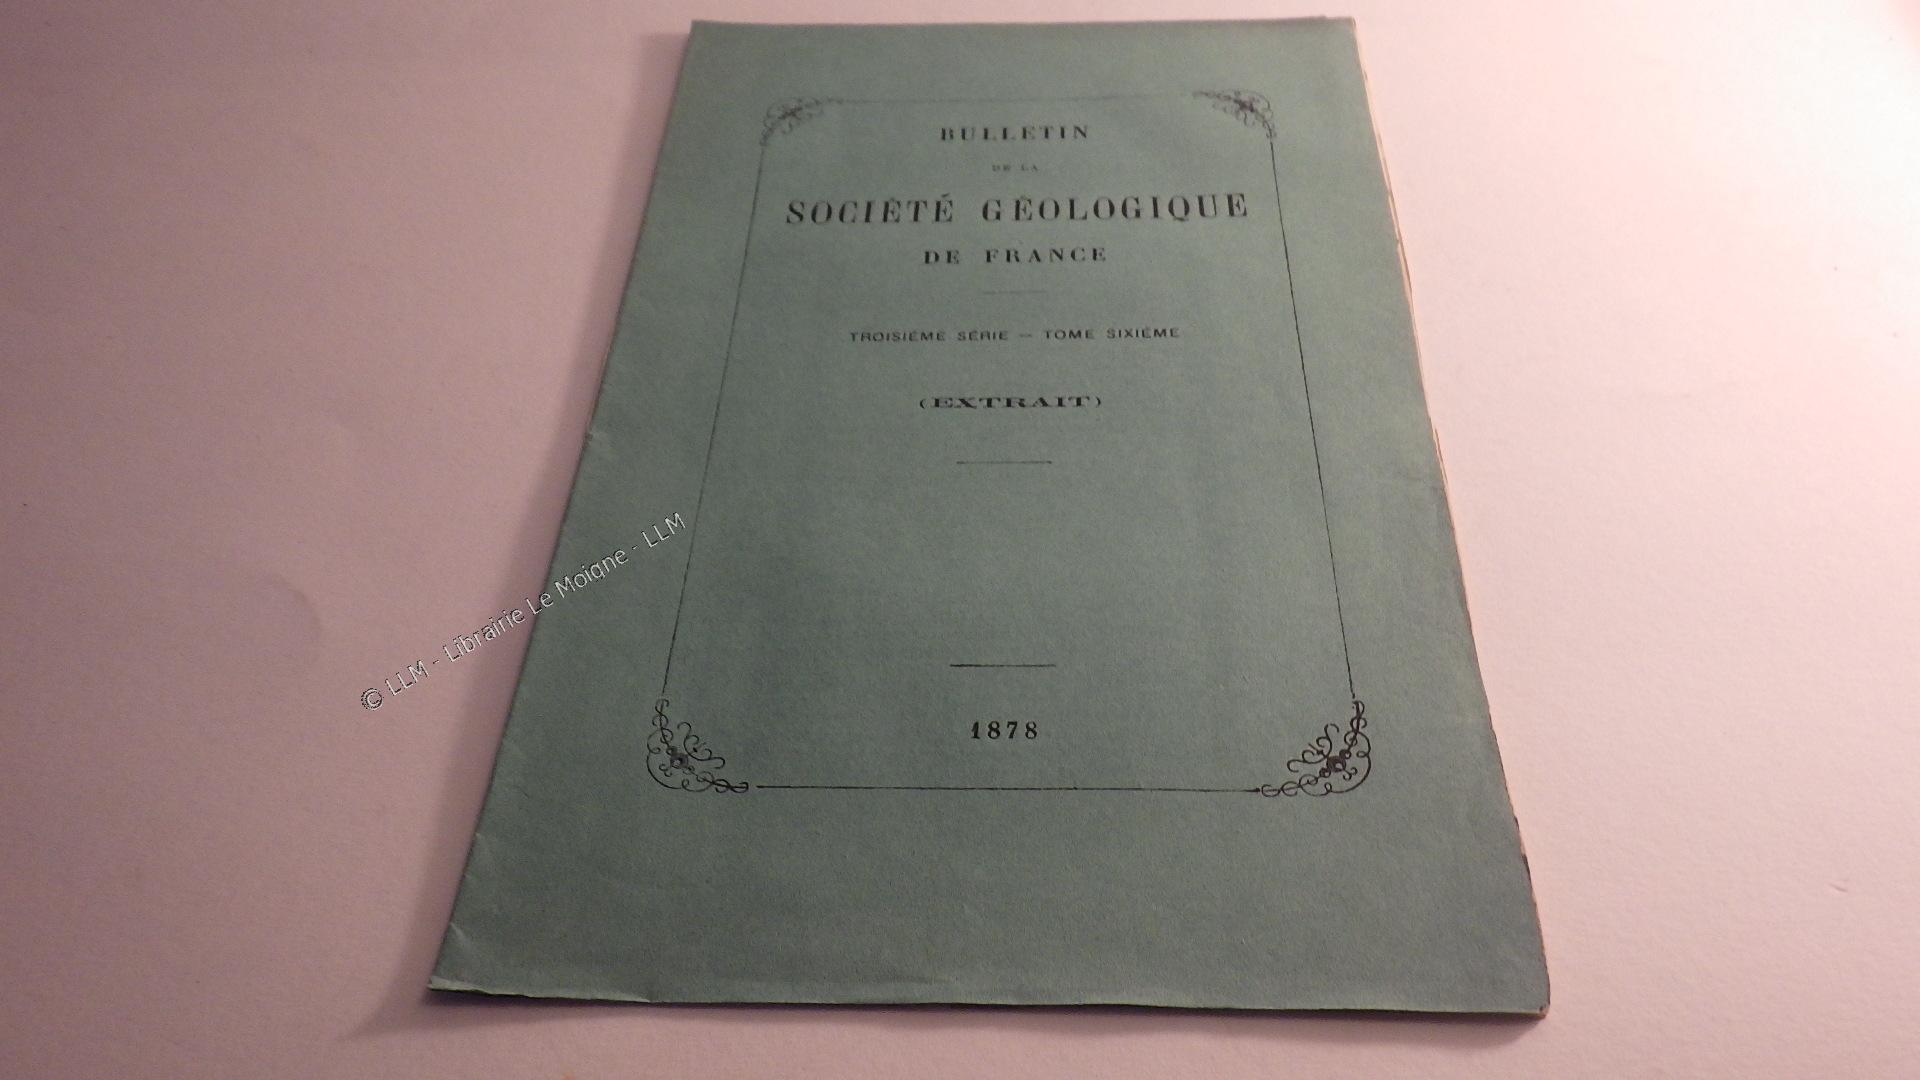 BULLETIN
DE LA
SOCIÉTÉ GÉOLOGIQUE
DE FRANCE
TROISIÈME SÉRIE — TOME SIXIÈME
(EXTRAIT)
1878
© LLM - Librairie Le Moigne - LLM